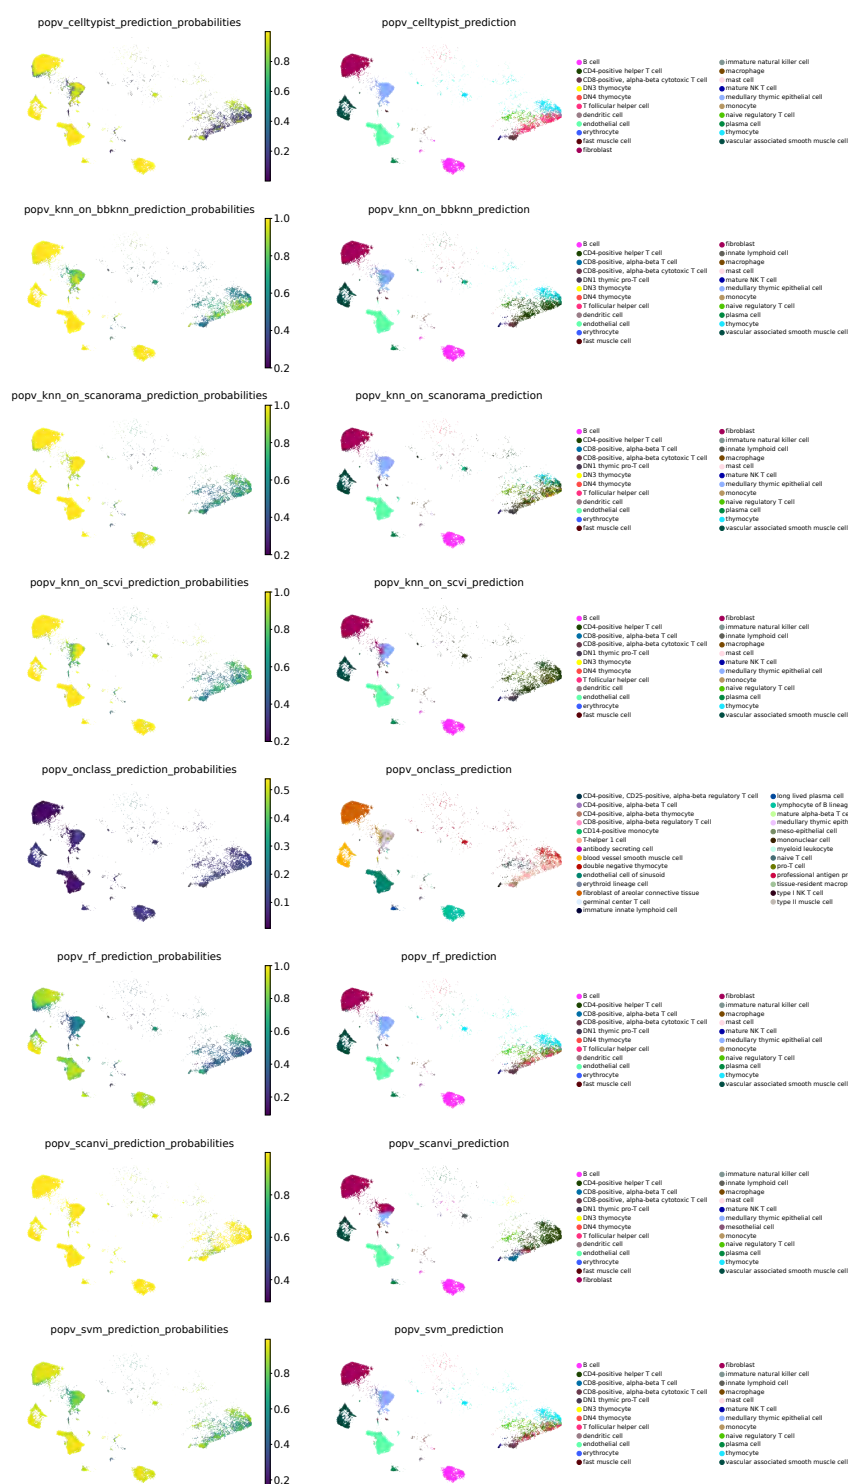 popv_celltypist_prediction_probabilities
0.8
0.6
0.4
0.2
popv_celltypist_prediction
B cell
CD4-positive helper T cell
CD8-positive, alpha-beta cytotoxic T cell
DN3 thymocyte
DN4 thymocyte
T follicular helper cell
dendritic cell
endothelial cell
erythrocyte
fast muscle cell
fibroblast
immature natural killer cell
macrophage
mast cell
mature NK T cell
medullary thymic epithelial cell
monocyte
naive regulatory T cell
plasma cell
thymocyte
vascular associated smooth muscle cell
popv_knn_on_bbknn_prediction_probabilities
1.0
0.8
0.6
0.4
0.2
popv_knn_on_bbknn_prediction
B cell
CD4-positive helper T cell
CD8-positive, alpha-beta T cell
CD8-positive, alpha-beta cytotoxic T cell
DN1 thymic pro-T cell
DN3 thymocyte
DN4 thymocyte
T follicular helper cell
dendritic cell
endothelial cell
erythrocyte
fast muscle cell
fibroblast
innate lymphoid cell
macrophage
mast cell
mature NK T cell
medullary thymic epithelial cell
monocyte
naive regulatory T cell
plasma cell
thymocyte
vascular associated smooth muscle cell
popv_knn_on_scanorama_prediction_probabilities
1.0
0.8
0.6
0.4
0.2
popv_knn_on_scanorama_prediction
B cell
CD4-positive helper T cell
CD8-positive, alpha-beta T cell
CD8-positive, alpha-beta cytotoxic T cell
DN1 thymic pro-T cell
DN3 thymocyte
DN4 thymocyte
T follicular helper cell
dendritic cell
endothelial cell
erythrocyte
fast muscle cell
fibroblast
immature natural killer cell
innate lymphoid cell
macrophage
mast cell
mature NK T cell
medullary thymic epithelial cell
monocyte
naive regulatory T cell
plasma cell
thymocyte
vascular associated smooth muscle cell
popv_knn_on_scvi_prediction_probabilities
1.0
0.8
0.6
0.4
0.2
popv_knn_on_scvi_prediction
B cell
CD4-positive helper T cell
CD8-positive, alpha-beta T cell
CD8-positive, alpha-beta cytotoxic T cell
DN1 thymic pro-T cell
DN3 thymocyte
DN4 thymocyte
T follicular helper cell
dendritic cell
endothelial cell
erythrocyte
fast muscle cell
fibroblast
immature natural killer cell
innate lymphoid cell
macrophage
mast cell
mature NK T cell
medullary thymic epithelial cell
monocyte
naive regulatory T cell
plasma cell
thymocyte
vascular associated smooth muscle cell
popv_onclass_prediction_probabilities
0.5
0.4
0.3
0.2
0.1
popv_onclass_prediction
CD4-positive, CD25-positive, alpha-beta regulatory T cell
CD4-positive, alpha-beta T cell
CD4-positive, alpha-beta thymocyte
CD8-positive, alpha-beta regulatory T cell
CD14-positive monocyte
T-helper 1 cell
antibody secreting cell
blood vessel smooth muscle cell
double negative thymocyte
endothelial cell of sinusoid
erythroid lineage cell
fibroblast of areolar connective tissue
germinal center T cell
immature innate lymphoid cell
long lived plasma cell
lymphocyte of B lineag
mature alpha-beta T ce
medullary thymic epith
meso-epithelial cell
mononuclear cell
myeloid leukocyte
naive T cell
pro-T cell
professional antigen pr
tissue-resident macrop
type I NK T cell
type II muscle cell
popv_rf_prediction_probabilities
1.0
0.8
0.6
0.4
0.2
popv_rf_prediction
B cell
CD4-positive helper T cell
CD8-positive, alpha-beta T cell
CD8-positive, alpha-beta cytotoxic T cell
DN1 thymic pro-T cell
DN4 thymocyte
T follicular helper cell
dendritic cell
endothelial cell
erythrocyte
fast muscle cell
fibroblast
immature natural killer cell
macrophage
mast cell
mature NK T cell
medullary thymic epithelial cell
monocyte
naive regulatory T cell
plasma cell
thymocyte
vascular associated smooth muscle cell
popv_scanvi_prediction_probabilities
0.8
0.6
0.4
popv_scanvi_prediction
B cell
CD4-positive helper T cell
CD8-positive, alpha-beta T cell
CD8-positive, alpha-beta cytotoxic T cell
DN1 thymic pro-T cell
DN3 thymocyte
DN4 thymocyte
T follicular helper cell
dendritic cell
endothelial cell
erythrocyte
fast muscle cell
fibroblast
immature natural killer cell
innate lymphoid cell
macrophage
mast cell
mature NK T cell
medullary thymic epithelial cell
mesothelial cell
monocyte
naive regulatory T cell
plasma cell
thymocyte
vascular associated smooth muscle cell
popv_svm_prediction_probabilities
0.8
0.6
0.4
0.2
popv_svm_prediction
B cell
CD4-positive helper T cell
CD8-positive, alpha-beta T cell
CD8-positive, alpha-beta cytotoxic T cell
DN1 thymic pro-T cell
DN3 thymocyte
DN4 thymocyte
T follicular helper cell
dendritic cell
endothelial cell
erythrocyte
fast muscle cell
fibroblast
immature natural killer cell
innate lymphoid cell
macrophage
mast cell
mature NK T cell
medullary thymic epithelial cell
monocyte
naive regulatory T cell
plasma cell
thymocyte
vascular associated smooth muscle cell